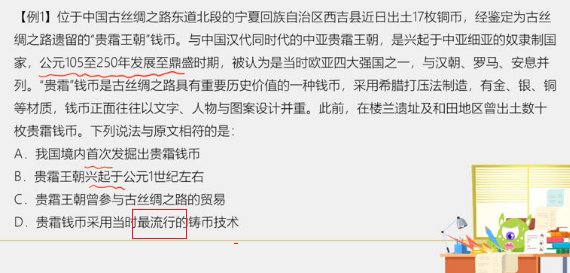 【例1】位于中国古丝绸之路东道北段的宁夏回族自治区西吉县近日出土17枚铜币，经鉴定为古丝
绸之路遗留的“贵霜王朝”钱币。与中国汉代同时代的中亚贵霜王朝，是兴起于中亚细亚的奴隶制国
家，公元105至250年发展至鼎盛时期，被认为是当时欧亚四大强国之一，与汉朝、罗马、安息并
列。“贵霜”钱币是古丝绸之路具有重要历史价值的一种钱币，采用希腊打压法制造，有金、银、铜
等材质，钱币正面往往以文字、人物与图案设计并重。此前，在楼兰遗址及和田地区曾出土数十
枚贵霜钱币。下列说法与原文相符的是：
A．我国境内首次发掘出贵霜钱币
B．贵霜王朝兴起于公元1世纪左右
C．贵霜王朝曾参与古丝绸之路的贸易
D．贵霜钱币采用当时最流行的铸币技术